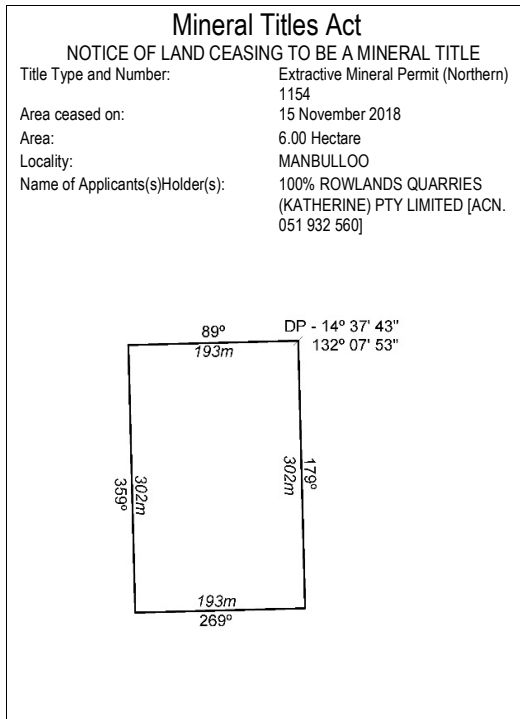 Mineral Titles Act
NOTICE OF LAND CEASING TO BE A MINERAL TITLE
Title Type and Number: Extractive Mineral Permit (Northern)
1154
Area ceased on: 15 November 2018
Area: 6.00 Hectare
Locality: MANBULLOO
Name of Applicants(s)Holder(s): 100% ROWLANDS QUARRIES
(KATHERINE) PTY LIMITED [ACN.
051 932 560]
89º
193m
DP - 14º 37' 43"
132º 07' 53"
359º
302m
302m
179º
193m
269º